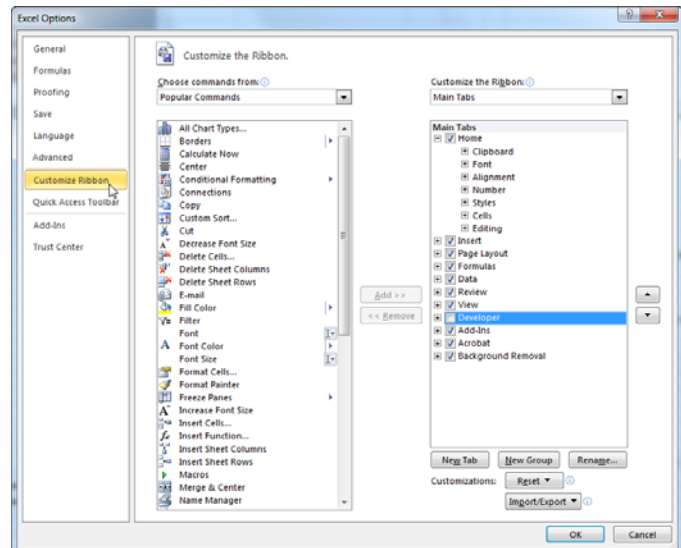 Excel Options
General
Formulas
Proofing
Save
Language
Advanced
Customize Ribbon
Quick Access Toolbar
Add-Ins
Trust Center
Customize the Ribbon.
Choose commands from:
Popular Commands
All Chart Types...
Borders
Calculate Now
Center
Conditional Formatting
Connections
Copy
Custom Sort...
Cut
Decrease Font Size
Delete Cells...
Delete Sheet Columns
Delete Sheet Rows
E-mail
Fill Color
Filter
Font
Font Color
Font Size
Format Cells...
Format Painter
Freeze Panes
Increase Font Size
Insert Cells...
Insert Function...
Insert Sheet Columns
Insert Sheet Rows
Macros
Merge & Center
Name Manager
Add >>
<< Remove
Customize the Ribbon:
Main Tabs
Main Tabs
Home
Clipboard
Font
Alignment
Number
Styles
Cells
Editing
Insert
Page Layout
Formulas
Data
Review
View
Developer
Add-Ins
Acrobat
Background Removal
New Tab New Group Rename...
Customizations: Reset
Import/Export
OK Cancel